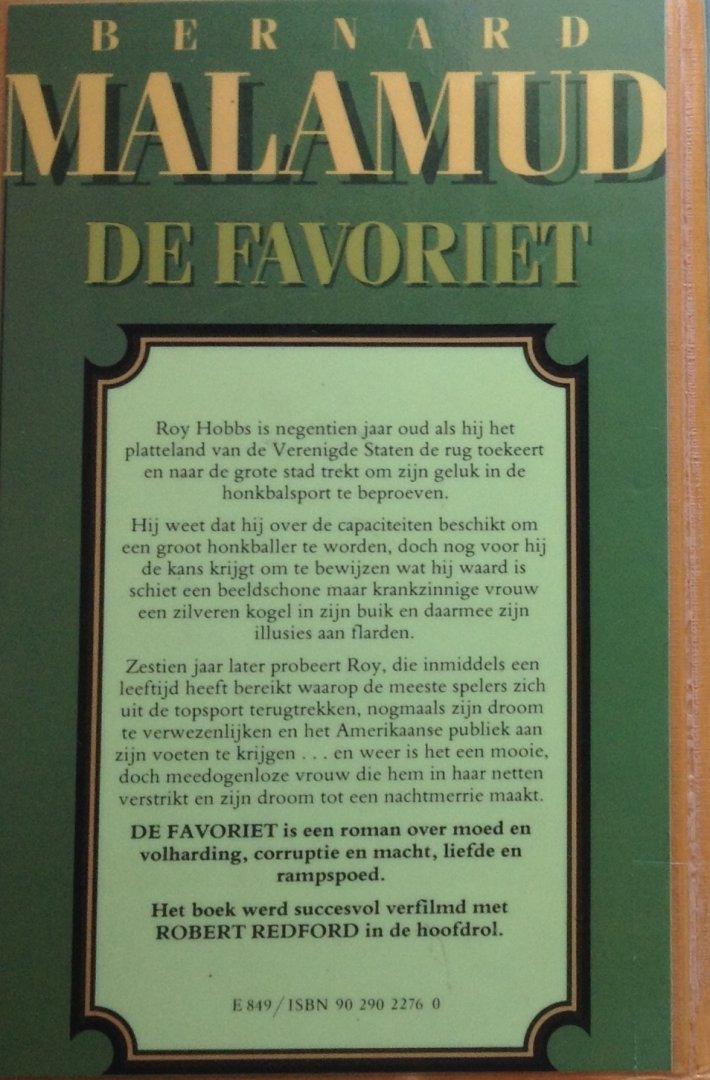 BERNARD
MALAMUD
DE FAVORIET
Roy Hobbs is negentien jaar oud als hij het
platteland van de Verenigde Staten de rug toekeert
en naar de grote stad trekt om zijn geluk in de
honkbalsport te beproeven.
Hij weet dat hij over de capaciteiten beschikt om
een groot honkballer te worden, doch nog voor hij
de kans krijgt om te bewijzen wat hij waard is
schiet een beeldschone maar krankzinnige vrouw
een zilveren kogel in zijn buik en daarmee zijn
illusies aan flarden.
Zestien jaar later probeert Roy, die inmiddels een
leeftijd heeft bereikt waarop de meeste spelers zich
uit de topsport terugtrekken, nogmaals zijn droom
te verwezenlijken en het Amerikaanse publiek aan
zijn voeten te krijgen . . . en weer is het een mooie,
doch meedogenloze vrouw die hem in haar netten
verstrikt en zijn droom tot een nachtmerrie maakt.
DE FAVORIET is een roman over moed en
volharding, corruptie en macht, liefde en
rampspoed.
Het boek werd succesvol verfilmd met
ROBERT REDFORD in de hoofdrol.
E 849/ISBN 90 290 2276 0